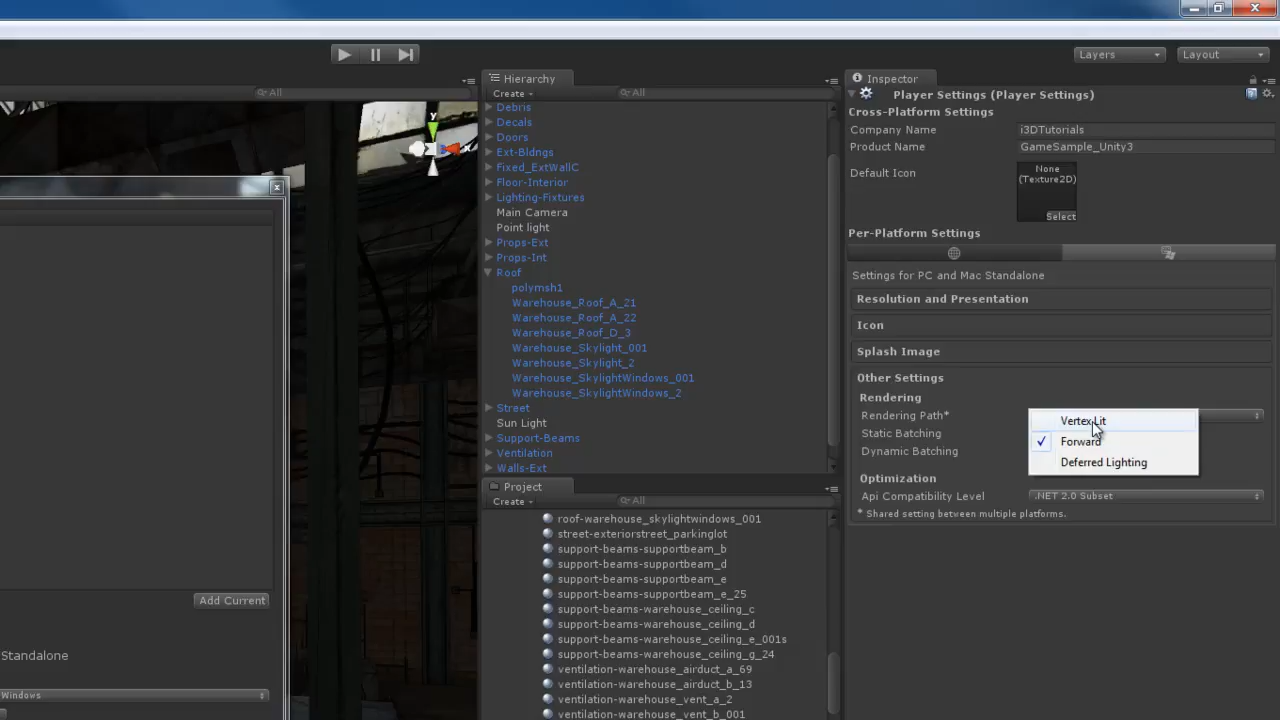 Layers
Layout
All
Hierarchy
Create
All
Debris
Decals
Doors
Ext-Bldngs
Fixed_ExtWallC
Floor-Interior
Lighting-Fixtures
Main Camera
Point light
Props-Ext
Props-Int
Roof
polymsh1
Warehouse_Roof_A_21
Warehouse_Roof_A_22
Warehouse_Roof_D_3
Warehouse_Skylight_001
Warehouse_Skylight_2
Warehouse_SkylightWindows_001
Warehouse_SkylightWindows_2
Street
Sun Light
Support-Beams
Ventilation
Walls-Ext
y
x
Add Current
Standalone
Windows
Project
Create
All
roof-warehouse_skylightwindows_001
street-exteriorstreet_parkinglot
support-beams-supportbeam_b
support-beams-supportbeam_d
support-beams-supportbeam_e
support-beams-supportbeam_e_25
support-beams-warehouse_ceiling_c
support-beams-warehouse_ceiling_d
support-beams-warehouse_ceiling_e_001s
support-beams-warehouse_ceiling_g_24
ventilation-warehouse_airduct_a_69
ventilation-warehouse_airduct_b_13
ventilation-warehouse_vent_a_2
ventilation-warehouse_vent_b_001
Inspector
Player Settings (Player Settings)
Cross-Platform Settings
Company Name i3DTutorials
Product Name GameSample_Unity3
Default Icon
None
(Texture2D)
Select
Per-Platform Settings
Settings for PC and Mac Standalone
Resolution and Presentation
Icon
Splash Image
Other Settings
Rendering
Rendering Path*
Static Batching
Dynamic Batching
Vertex Lit
Forward
Deferred Lighting
Optimization
Api Compatibility Level .NET 2.0 Subset
* Shared setting between multiple platforms.